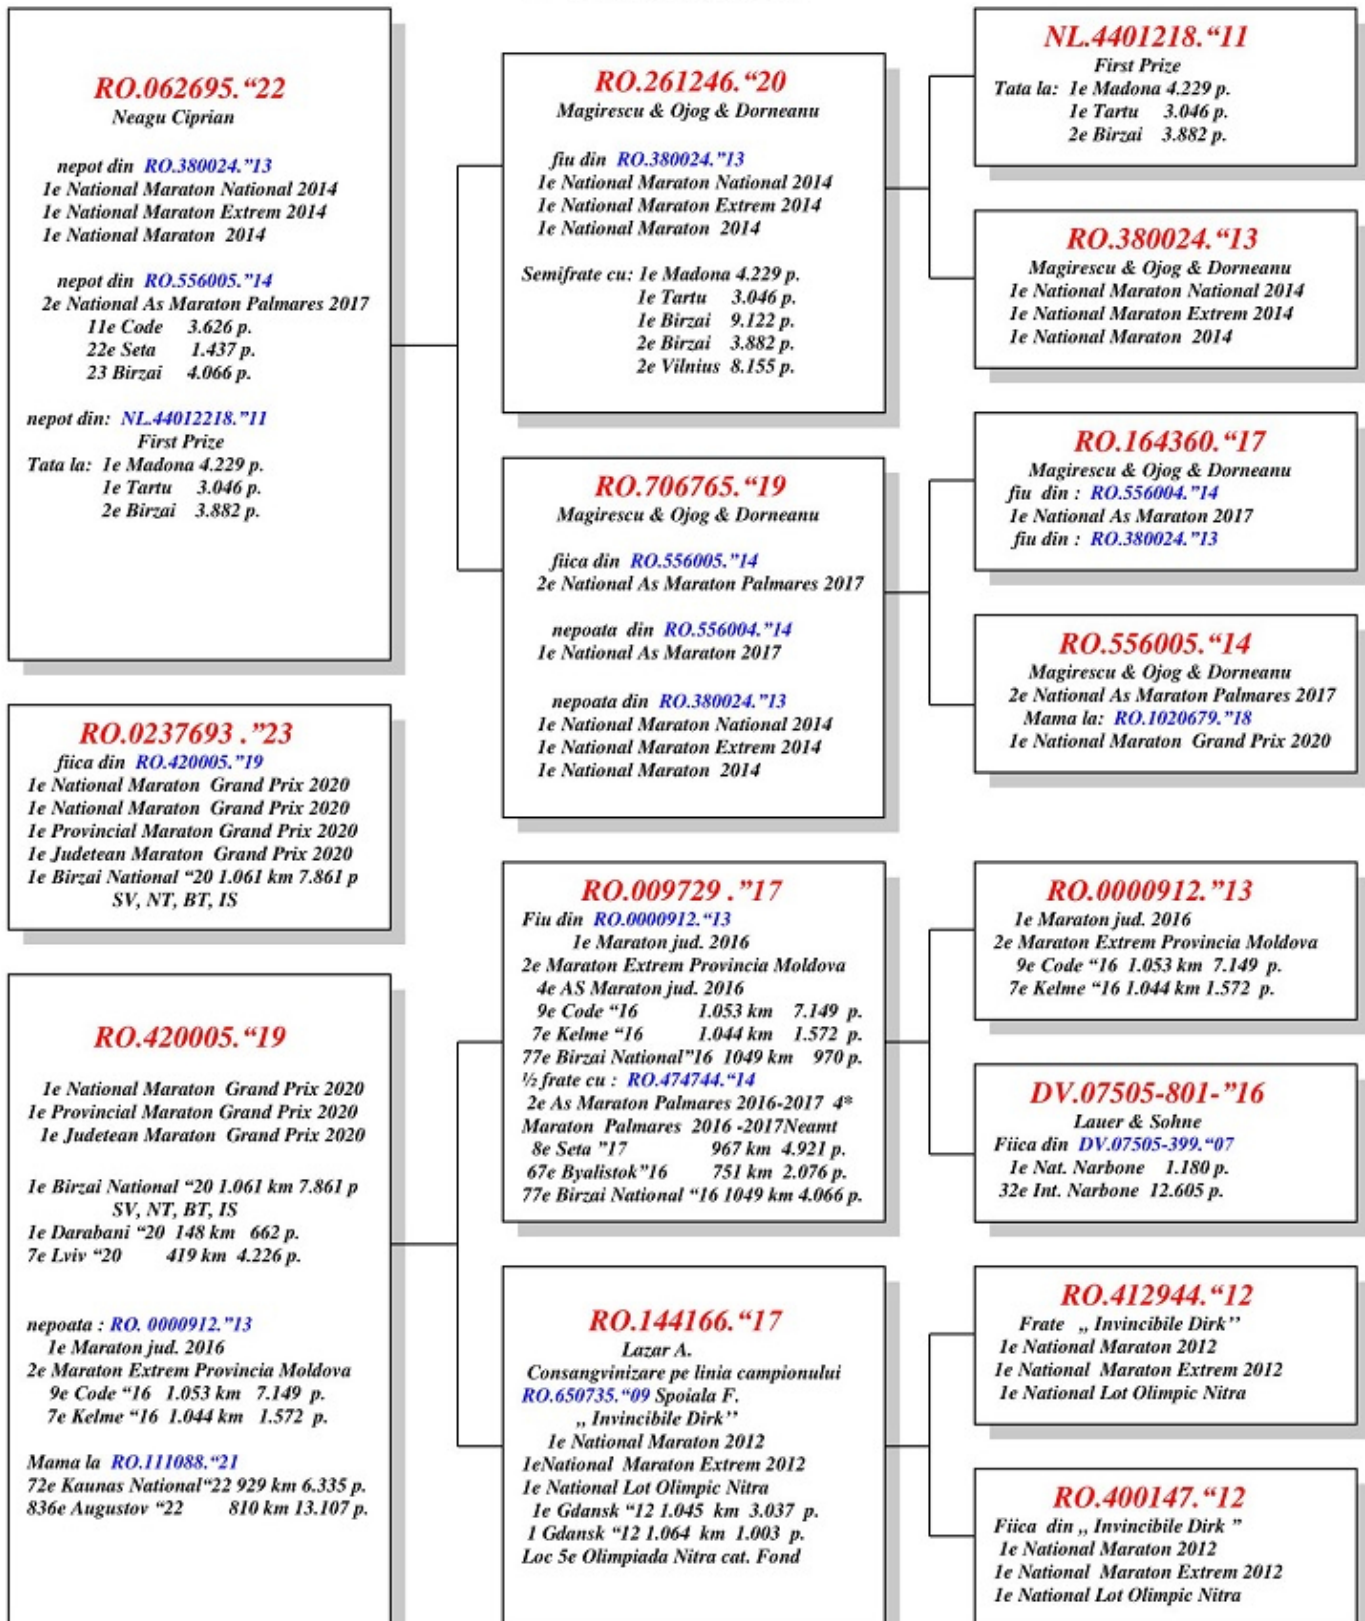 RO.062695.“22
Neagu Ciprian
nepot din RO.380024.”13
1e National Maraton National 2014
1e National Maraton Extrem 2014
1e National Maraton 2014
nepot din RO.556005.”14
2e National As Maraton Palmares 2017
11e Code 3.626 p.
22e Seta 1.437 p.
23 Birzai 4.066 p.
nepot din: NL.44012218.”11
First Prize
Tata la: 1e Madona 4.229 p.
1e Tartu 3.046 p.
2e Birzai 3.882 p.
RO.0237693 .”23
fiica din RO.420005.”19
1e National Maraton Grand Prix 2020
1e National Maraton Grand Prix 2020
1e Provincial Maraton Grand Prix 2020
1e Judetean Maraton Grand Prix 2020
1e Birzai National “20 1.061 km 7.861 p
SV, NT, BT, IS
RO.420005.“19
1e National Maraton Grand Prix 2020
1e Provincial Maraton Grand Prix 2020
1e Judetean Maraton Grand Prix 2020
1e Birzai National “20 1.061 km 7.861 p
SV, NT, BT, IS
1e Darabani “20 148 km 662 p.
7e Lviv “20 419 km 4.226 p.
nepoata : RO. 0000912.”13
1e Maraton jud. 2016
2e Maraton Extrem Provincia Moldova
9e Code “16 1.053 km 7.149 p.
7e Kelme “16 1.044 km 1.572 p.
Mama la RO.111088.“21
72e Kaunas National“22 929 km 6.335 p.
836e Augustov “22 810 km 13.107 p.
RO.261246.“20
Magirescu & Ojog & Dorneanu
fiu din RO.380024.”13
1e National Maraton National 2014
1e National Maraton Extrem 2014
1e National Maraton 2014
Semifrate cu: 1e Madona 4.229 p.
1e Tartu 3.046 p.
1e Birzai 9.122 p.
2e Birzai 3.882 p.
2e Vilnius 8.155 p.
RO.706765.“19
Magirescu & Ojog & Dorneanu
fiica din RO.556005.”14
2e National As Maraton Palmares 2017
nepoata din RO.556004.”14
1e National As Maraton 2017
nepoata din RO.380024.”13
1e National Maraton National 2014
1e National Maraton Extrem 2014
1e National Maraton 2014
RO.009729 .”17
Fiu din RO.0000912.“13
1e Maraton jud. 2016
2e Maraton Extrem Provincia Moldova
4e AS Maraton jud. 2016
9e Code “16 1.053 km 7.149 p.
7e Kelme “16 1.044 km 1.572 p.
77e Birzai National”16 1049 km 970 p.
½ frate cu : RO.474744.“14
2e As Maraton Palmares 2016-2017 4*
Maraton Palmares 2016 -2017Neamt
8e Seta ”17 967 km 4.921 p.
67e Byalistok”16 751 km 2.076 p.
77e Birzai National “16 1049 km 4.066 p.
RO.144166.“17
Lazar A.
Consangvinizare pe linia campionului
RO.650735.“09 Spoiala F.
,, Invincibile Dirk’’
1e National Maraton 2012
1eNational Maraton Extrem 2012
1e National Lot Olimpic Nitra
1e Gdansk “12 1.045 km 3.037 p.
1 Gdansk “12 1.064 km 1.003 p.
Loc 5e Olimpiada Nitra cat. Fond
NL.4401218.“11
First Prize
Tata la: 1e Madona 4.229 p.
1e Tartu 3.046 p.
2e Birzai 3.882 p.
RO.380024.“13
Magirescu & Ojog & Dorneanu
1e National Maraton National 2014
1e National Maraton Extrem 2014
1e National Maraton 2014
RO.164360.“17
Magirescu & Ojog & Dorneanu
fiu din : RO.556004.”14
1e National As Maraton 2017
fiu din : RO.380024.”13
RO.556005.“14
Magirescu & Ojog & Dorneanu
2e National As Maraton Palmares 2017
Mama la: RO.1020679.”18
1e National Maraton Grand Prix 2020
RO.0000912.”13
1e Maraton jud. 2016
2e Maraton Extrem Provincia Moldova
9e Code “16 1.053 km 7.149 p.
7e Kelme “16 1.044 km 1.572 p.
DV.07505-801-”16
Lauer & Sohne
Fiica din DV.07505-399.“07
1e Nat. Narbone 1.180 p.
32e Int. Narbone 12.605 p.
RO.412944.“12
Frate ,, Invincibile Dirk’’
1e National Maraton 2012
1e National Maraton Extrem 2012
1e National Lot Olimpic Nitra
RO.400147.“12
Fiica din ,, Invincibile Dirk ”
1e National Maraton 2012
1e National Maraton Extrem 2012
1e National Lot Olimpic Nitra